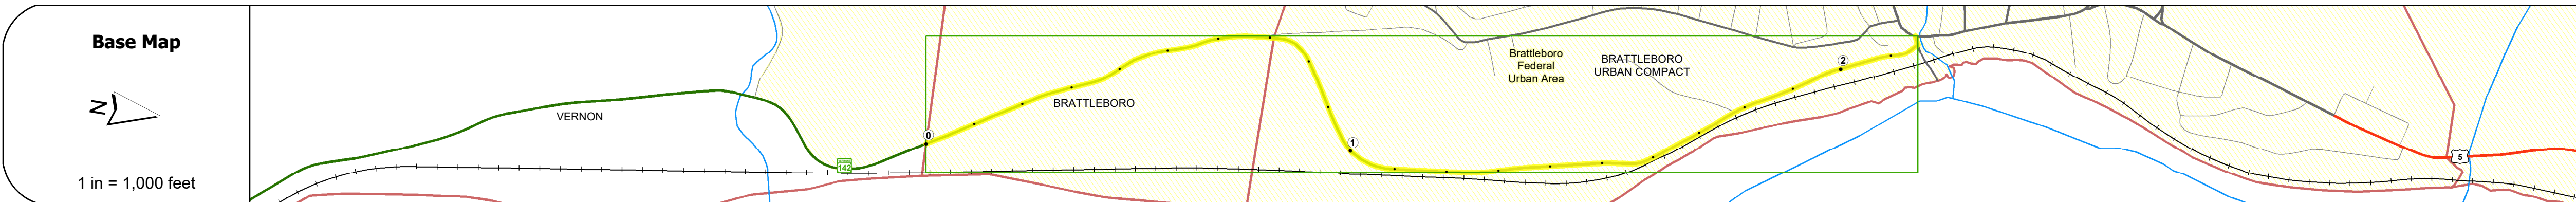 Base Map
N
1 in = 1,000 feet
VERNON
142
0
BRATTLEBORO
1
Brattleboro
Federal
Urban Area
BRATTLEBORO
URBAN COMPACT
2
5